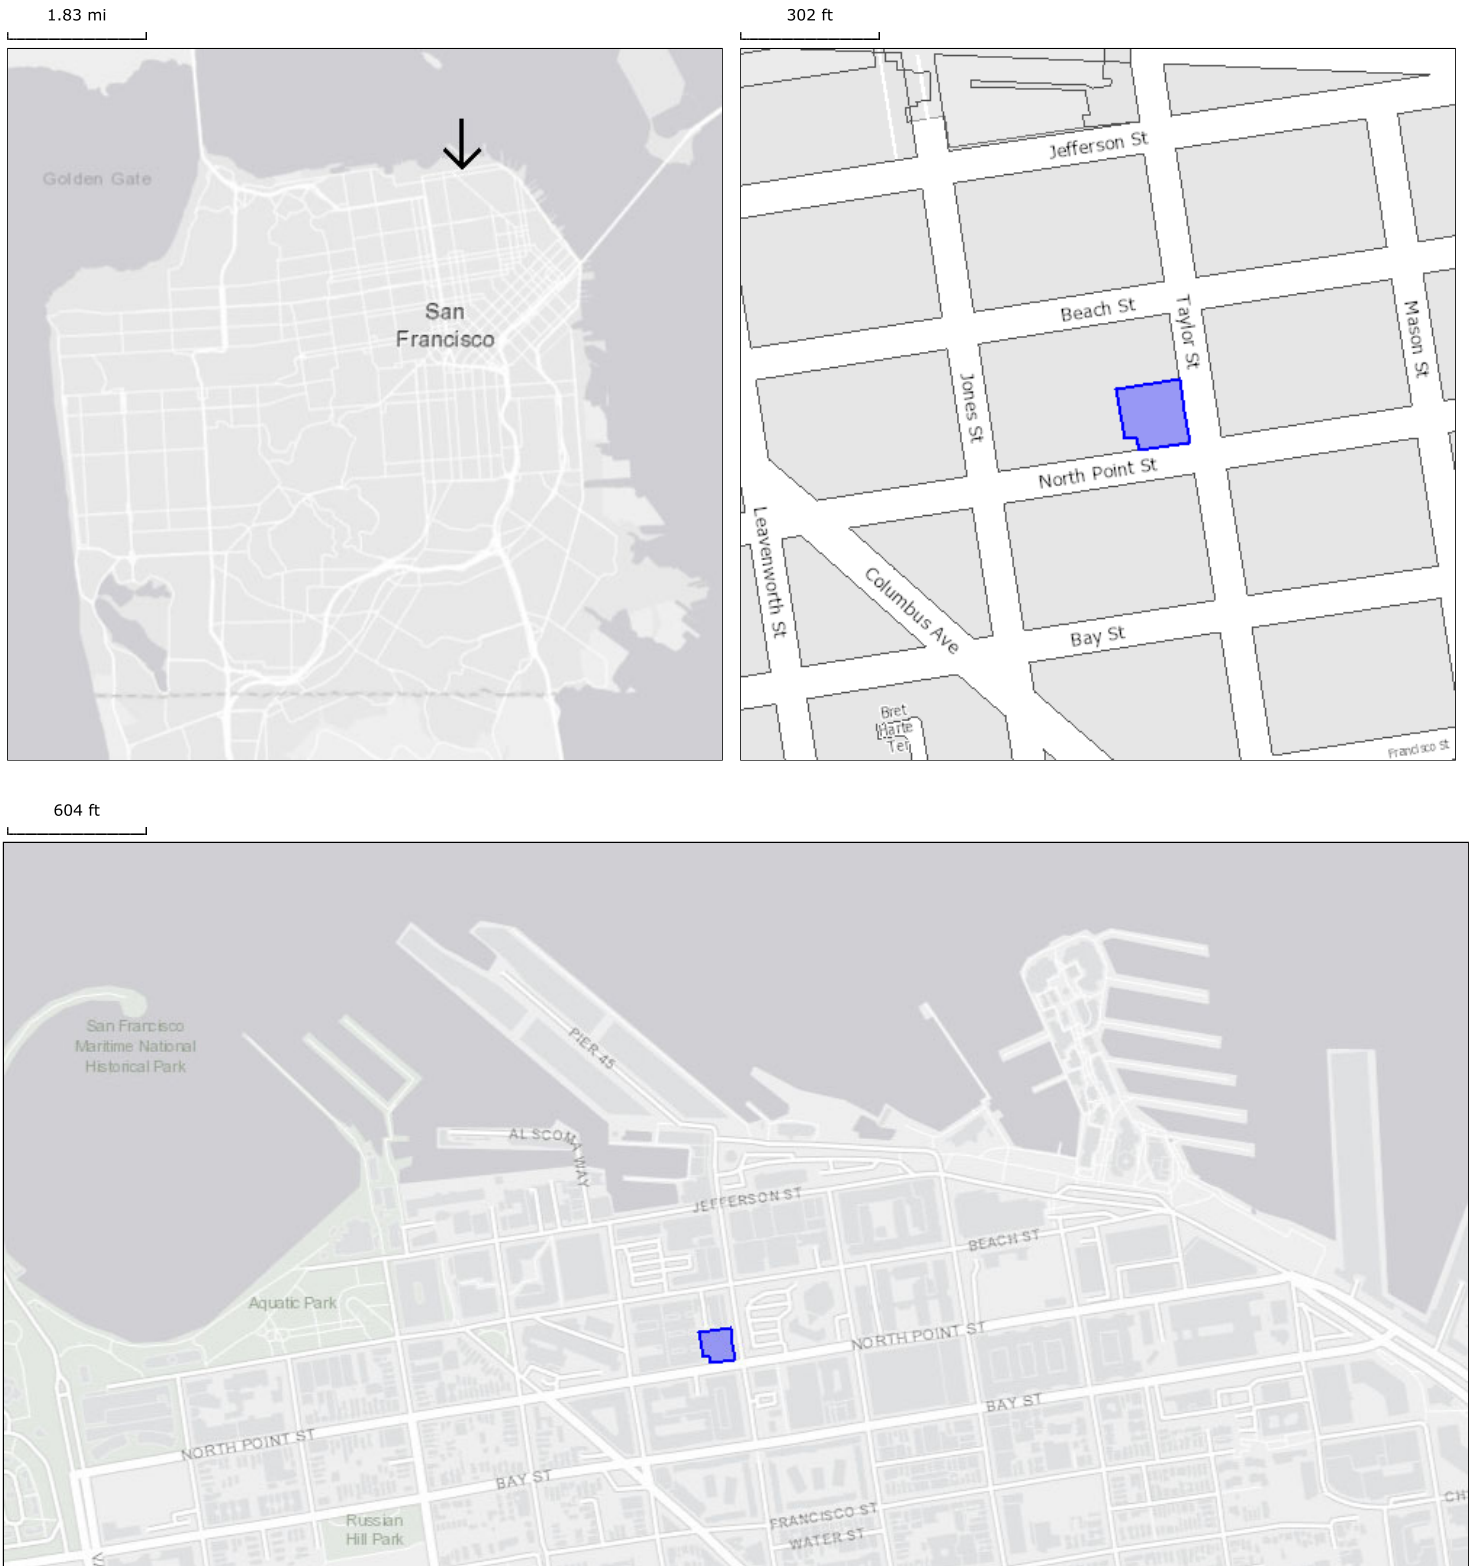 1.83 mi
302 ft
Golden Gate
San
Francisco
Jefferson St
Beach St
Taylor St
Mason St
Jones St
North Point St
Leavenworth St
Columbus Ave
Bay St
Bret
Harte
Ter
Francisco St
604 ft
San Francisco
Maritime National
Historical Park
PIER 45
AL SCOMA WAY
JEFFERSON ST
BEACH ST
Aquatic Park
NORTH POINT ST
NORTH POINT ST
BAY ST
BAY ST
Russian
Hill Park
FRANCISCO ST
WATER ST